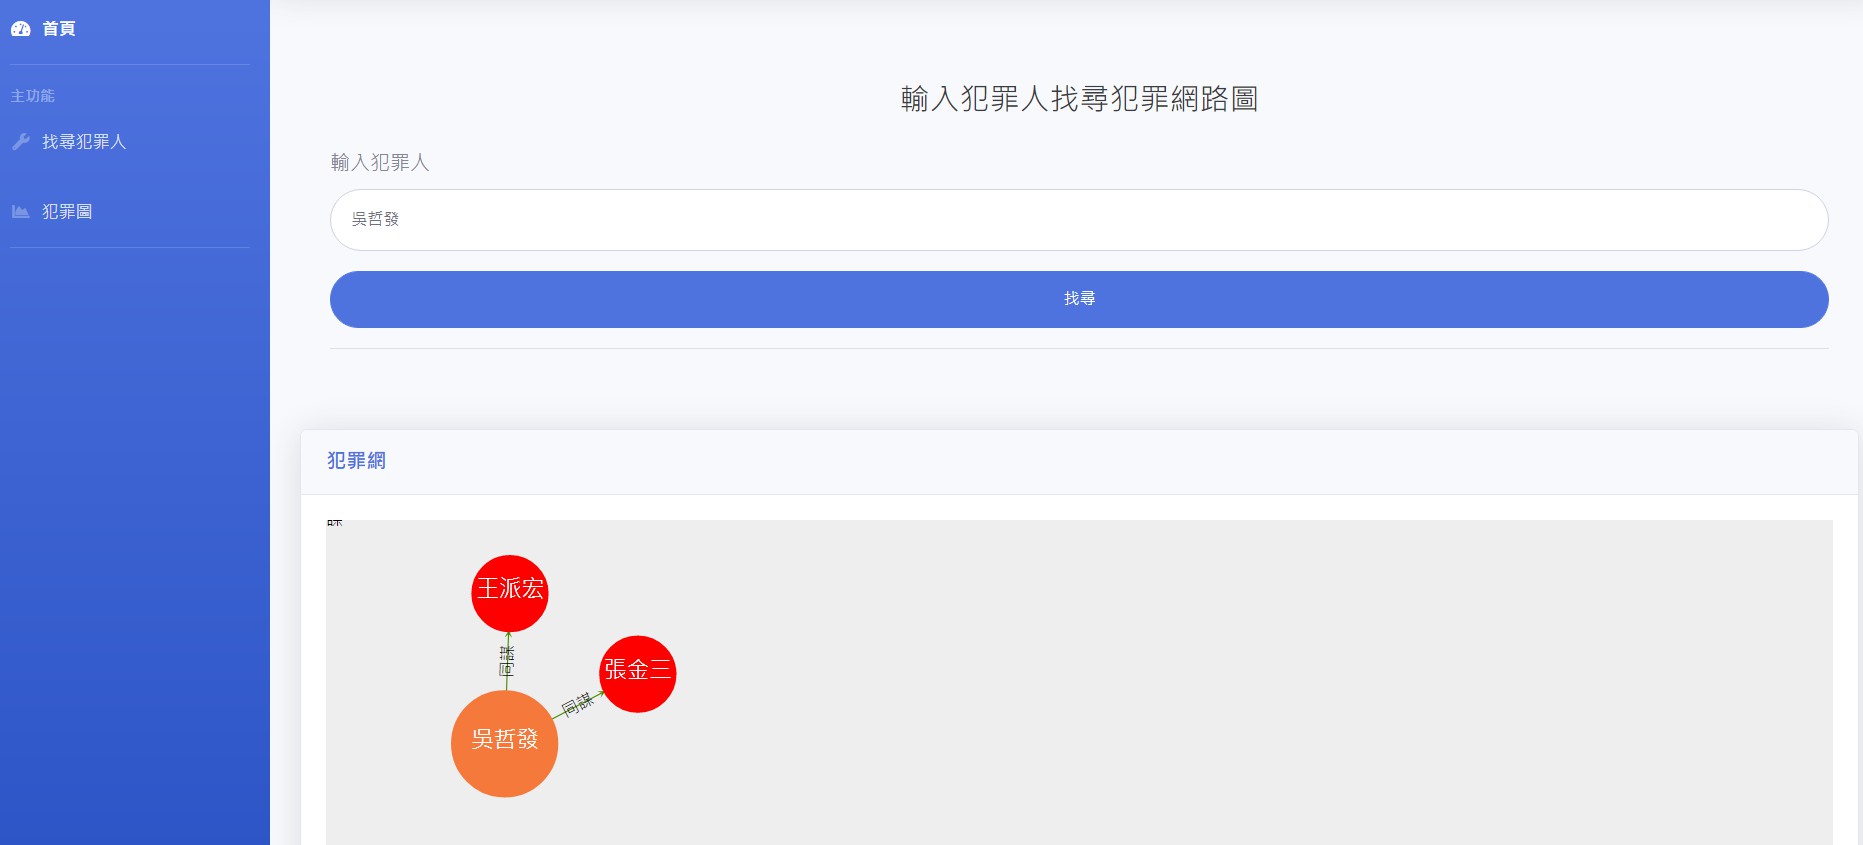 首頁
主功能
找尋犯罪人
犯罪圖
輸入犯罪人找尋犯罪網路圖
輸入犯罪人
吳哲發
找尋
犯罪網
王派宏
同謀
張金三
同謀
吳哲發